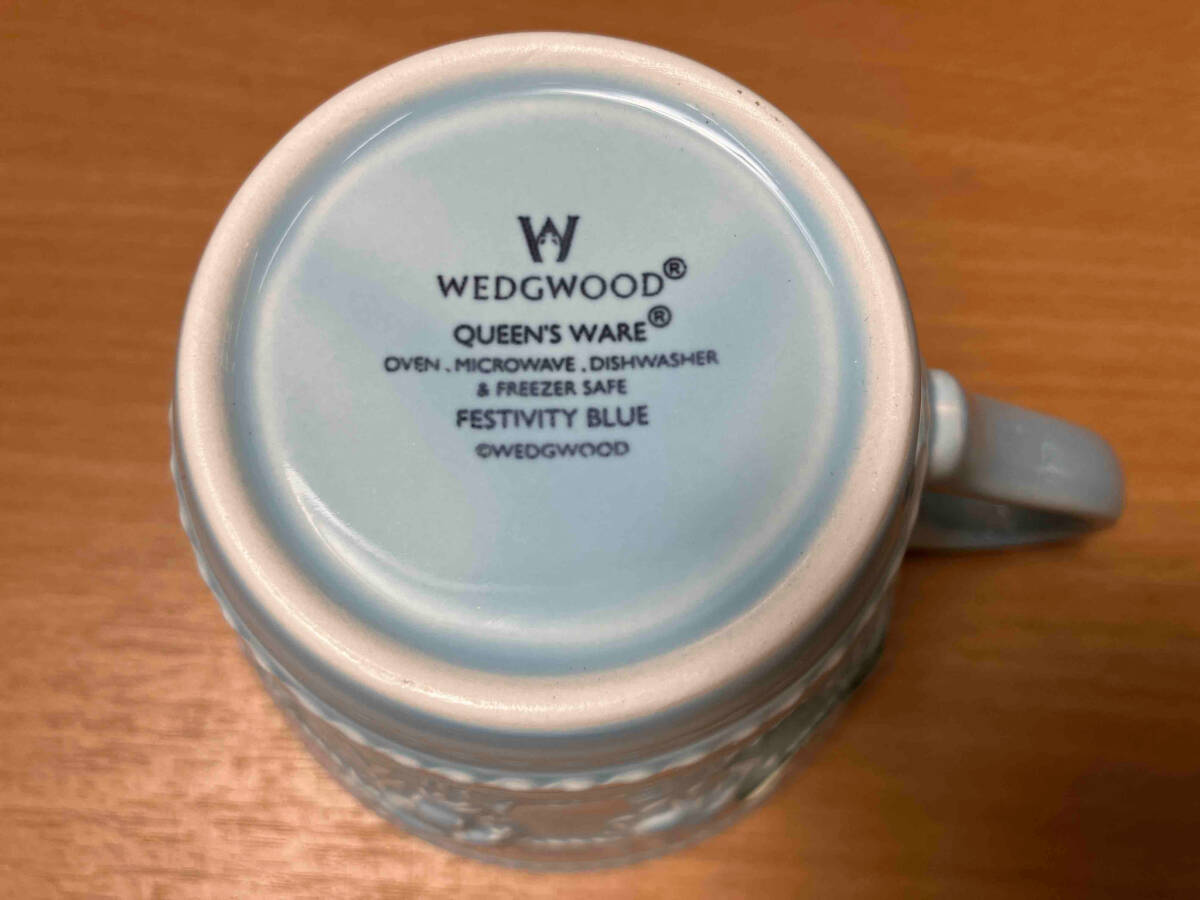 W
WEDGWOOD®
QUEEN'S WARE®
OVEN . MICROWAVE . DISHWASHER
& FREEZER SAFE
FESTIVITY BLUE
©WEDGWOOD